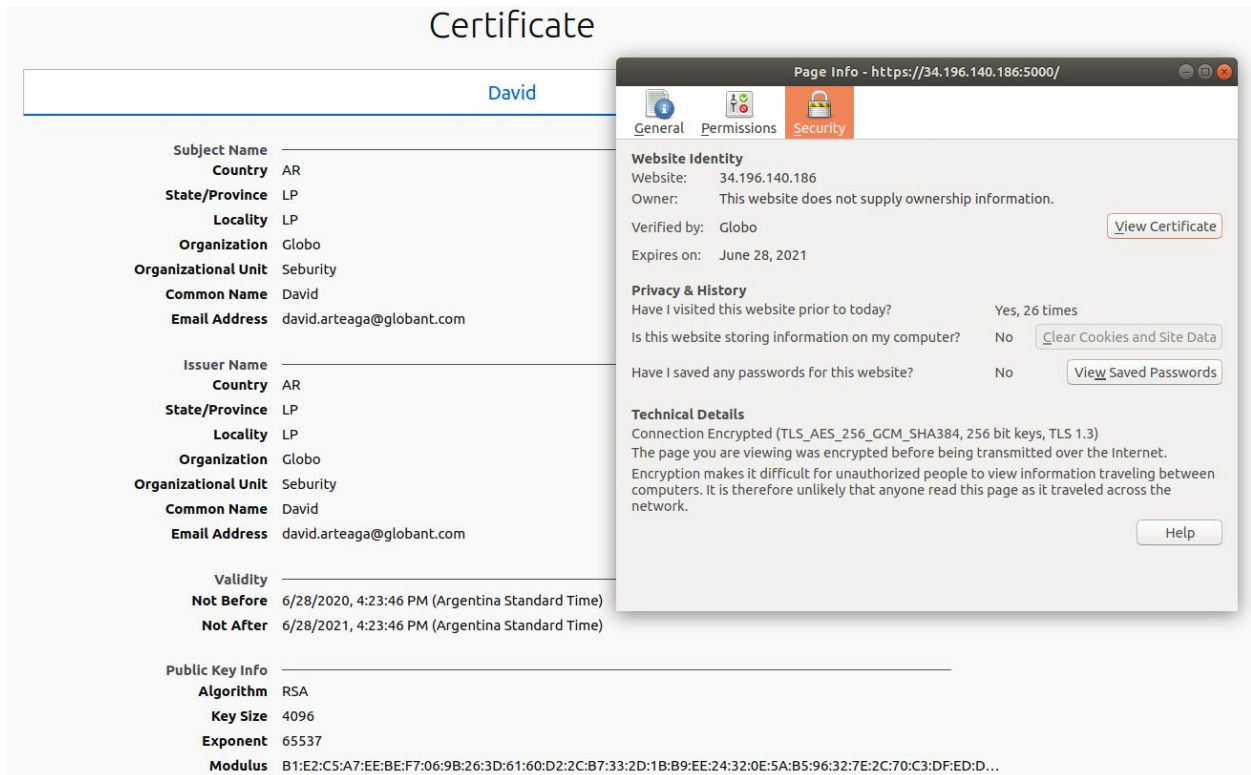 Certificate
David
Subject Name
Country AR
State/Province LP
Locality LP
Organization Globo
Organizational Unit Seburity
Common Name David
Email Address david.arteaga@globant.com
Issuer Name
Country AR
State/Province LP
Locality LP
Organization Globo
Organizational Unit Seburity
Common Name David
Email Address david.arteaga@globant.com
Validity
Not Before 6/28/2020, 4:23:46 PM (Argentina Standard Time)
Not After 6/28/2021, 4:23:46 PM (Argentina Standard Time)
Public Key Info
Algorithm RSA
Key Size 4096
Exponent 65537
Modulus B1:E2:C5:A7:EE:BE:F7:06:9B:26:3D:61:60:D2:2C:B7:33:2D:1B:B9:EE:24:32:0E:5A:B5:96:32:7E:2C:70:C3:DF:ED:D...
Page Info - https://34.196.140.186:5000/
General Permissions Security
Website Identity
Website: 34.196.140.186
Owner: This website does not supply ownership information.
Verified by: Globo View Certificate
Expires on: June 28, 2021
Privacy & History
Have I visited this website prior to today? Yes, 26 times
Is this website storing information on my computer? No Clear Cookies and Site Data
Have I saved any passwords for this website? No View Saved Passwords
Technical Details
Connection Encrypted (TLS_AES_256_GCM_SHA384, 256 bit keys, TLS 1.3)
The page you are viewing was encrypted before being transmitted over the Internet.
Encryption makes it difficult for unauthorized people to view information traveling between
computers. It is therefore unlikely that anyone read this page as it traveled across the
network.
Help